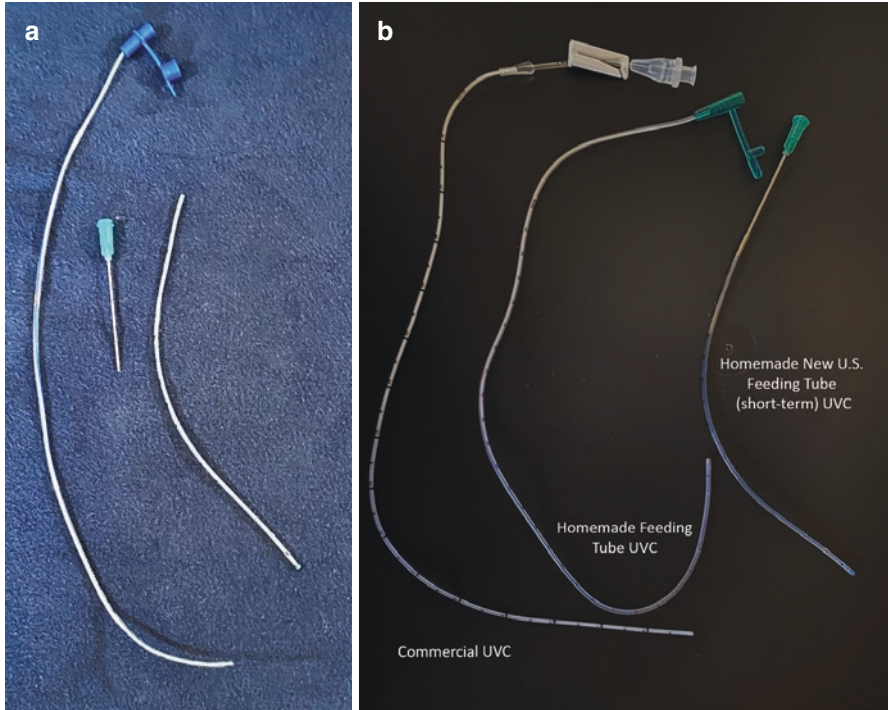 a
b
Homemade New U.S.
Feeding Tube
(short-term) UVC
Homemade Feeding
Tube UVC
Commercial UVC